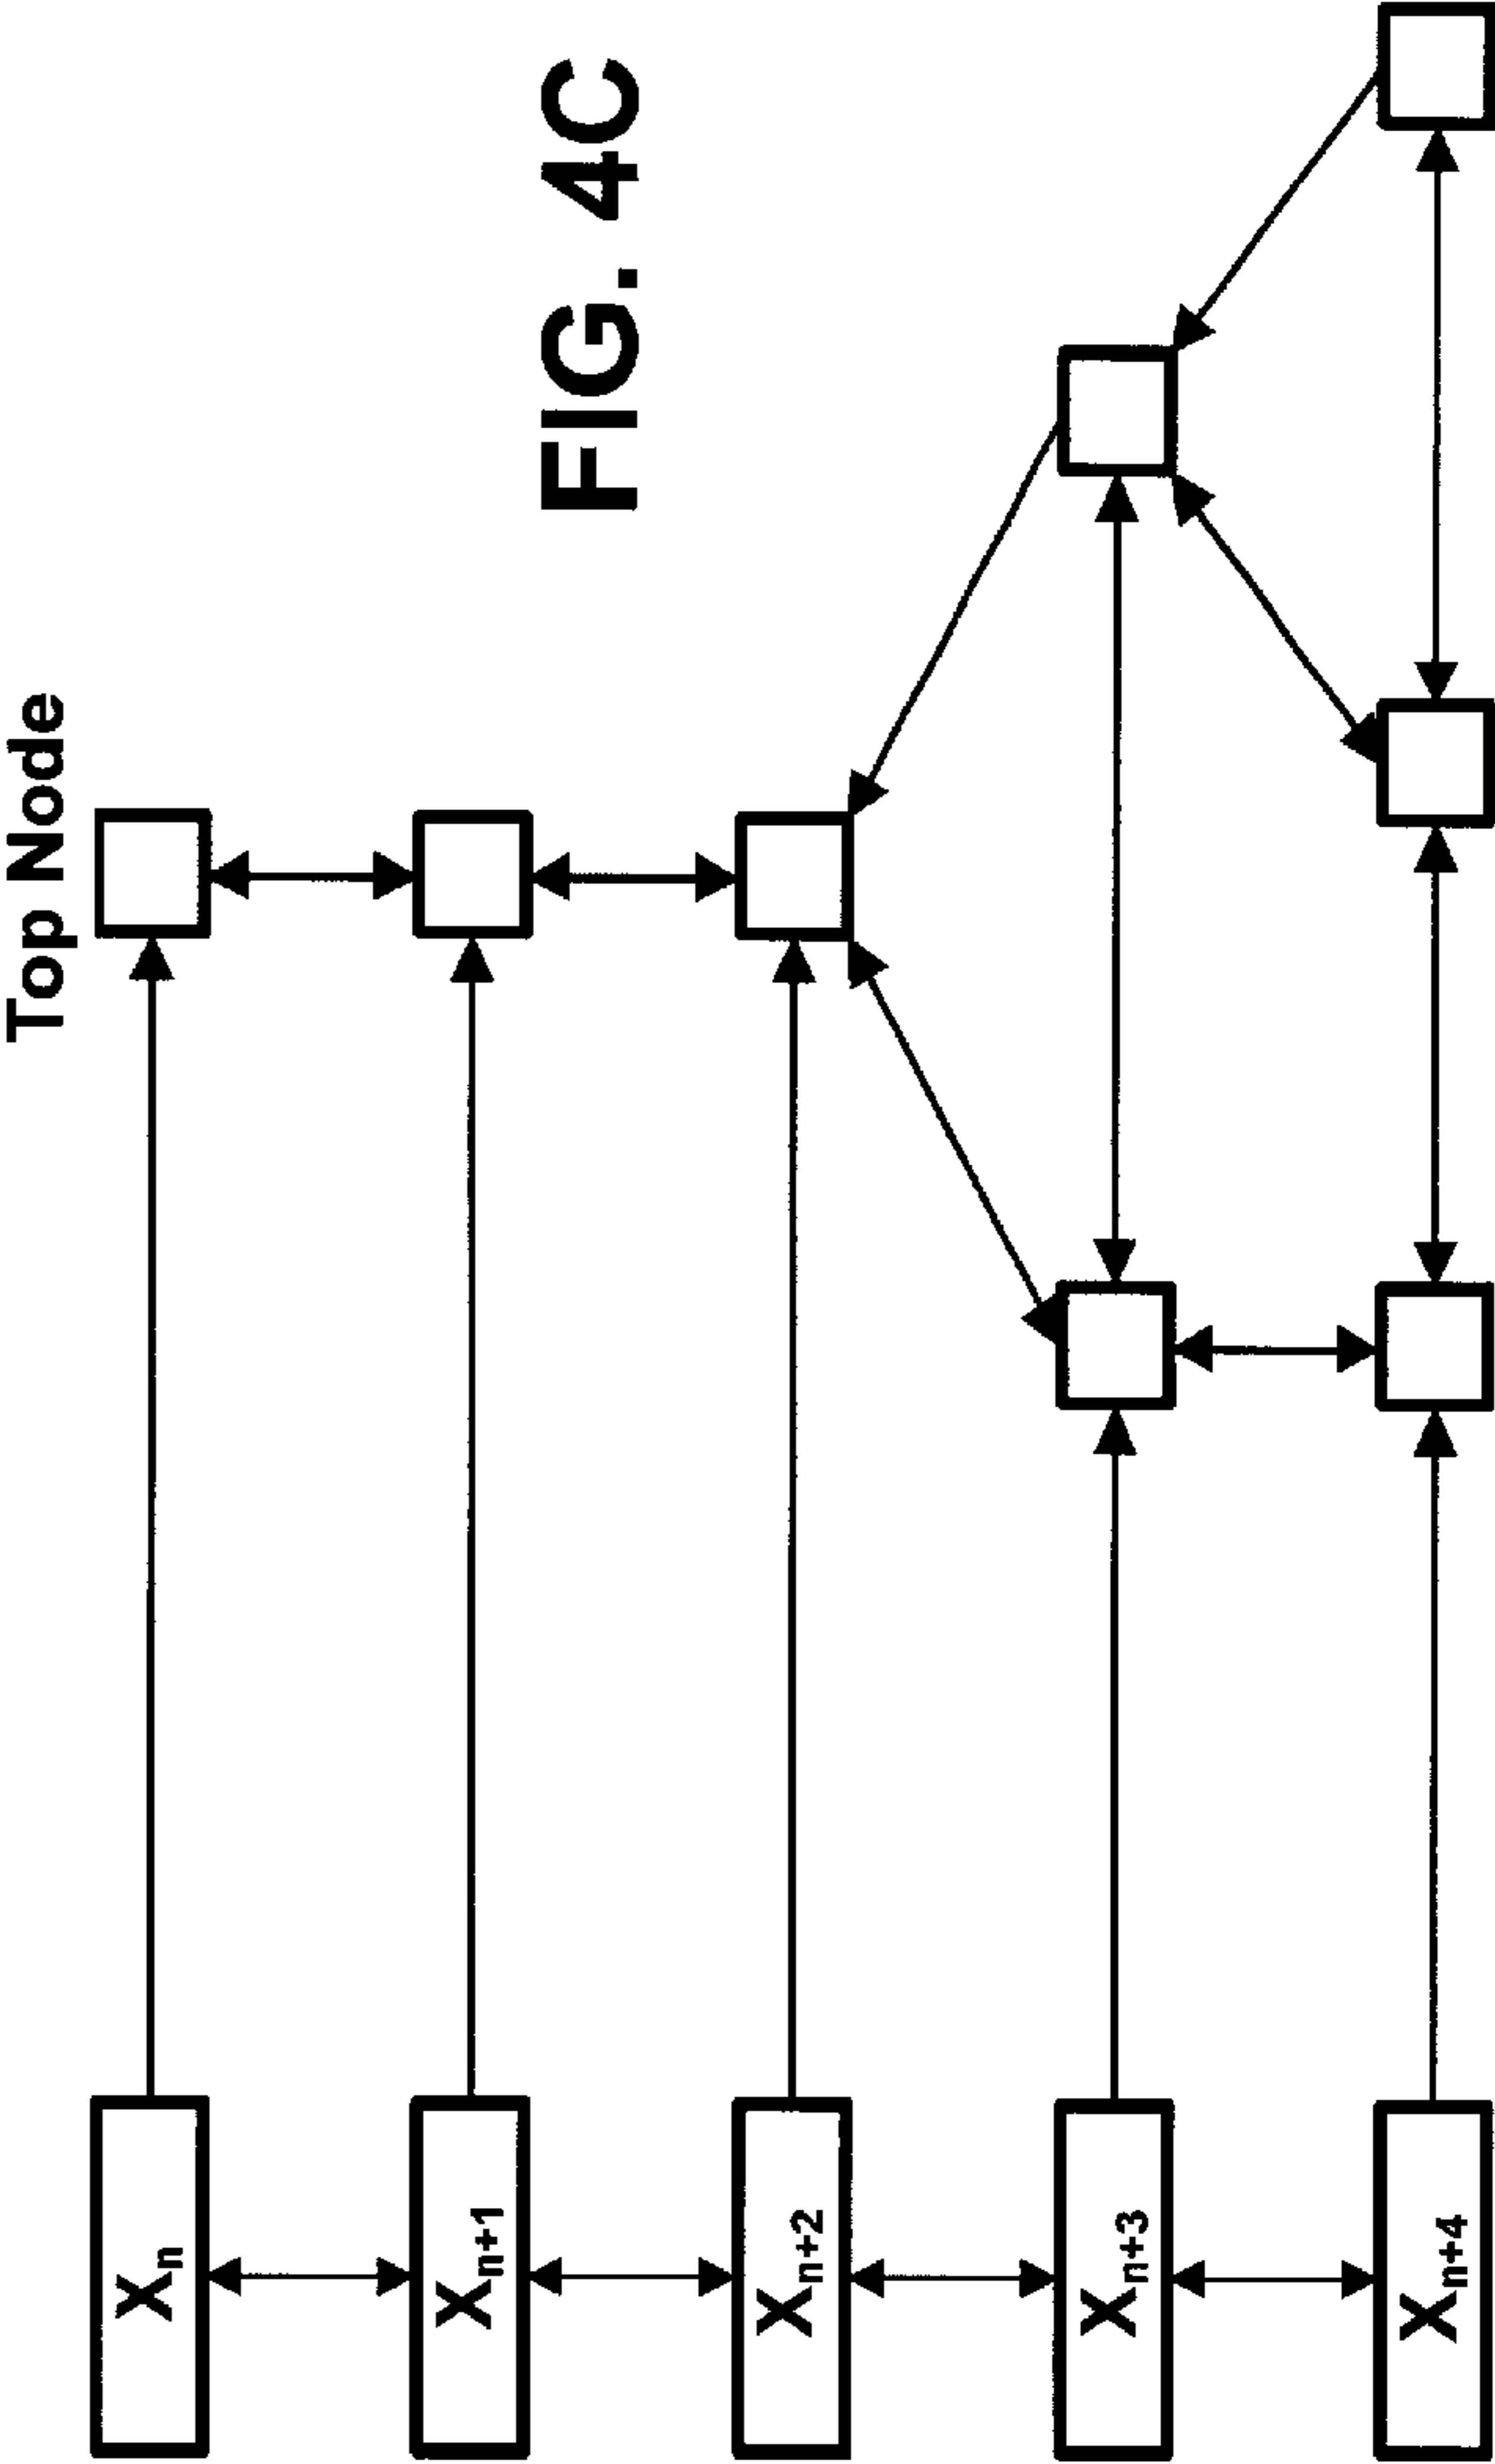 Top Node
FIG. 4C
Xn
Xn+1
Xn+2
Xn+3
Xn+4